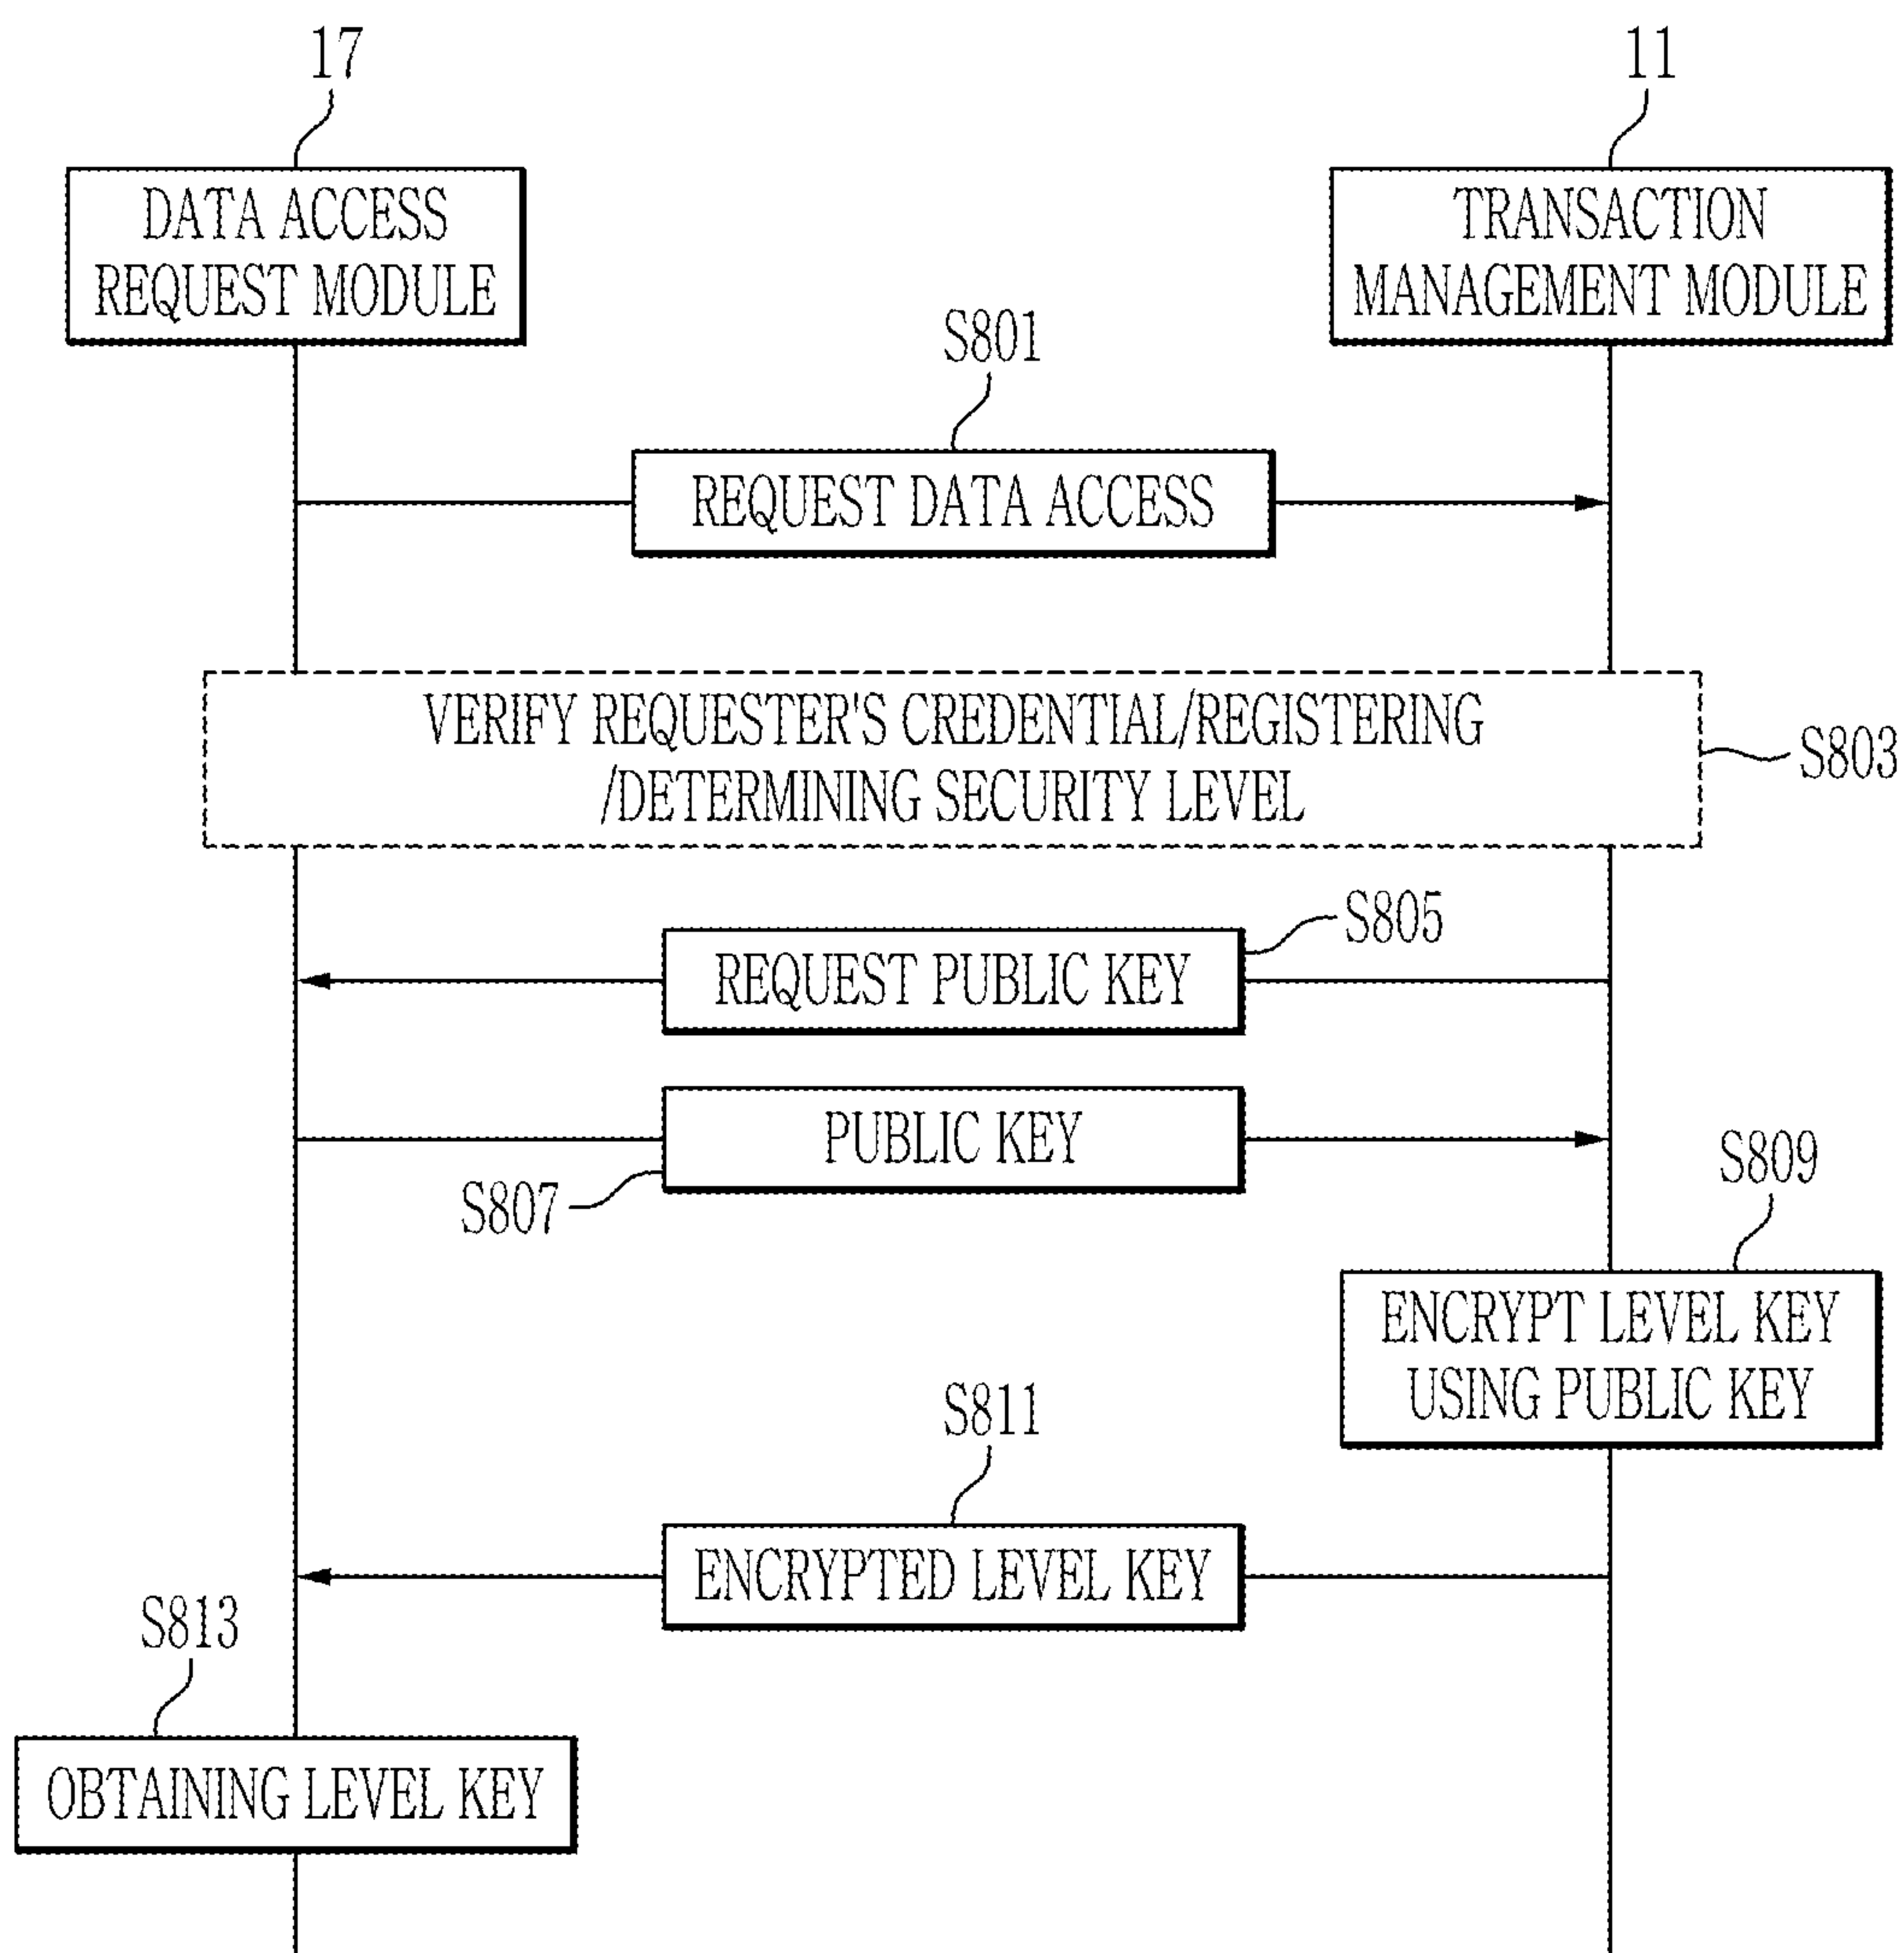 17
11
DATA ACCESS
REQUEST MODULE
TRANSACTION
MANAGEMENT MODULE
S801
REQUEST DATA ACCESS
VERIFY REQUESTER'S CREDENTIAL/REGISTERING
/DETERMINING SECURITY LEVEL
S803
S805
REQUEST PUBLIC KEY
PUBLIC KEY
S807
S809
ENCRYPT LEVEL KEY
USING PUBLIC KEY
S811
ENCRYPTED LEVEL KEY
S813
OBTAINING LEVEL KEY